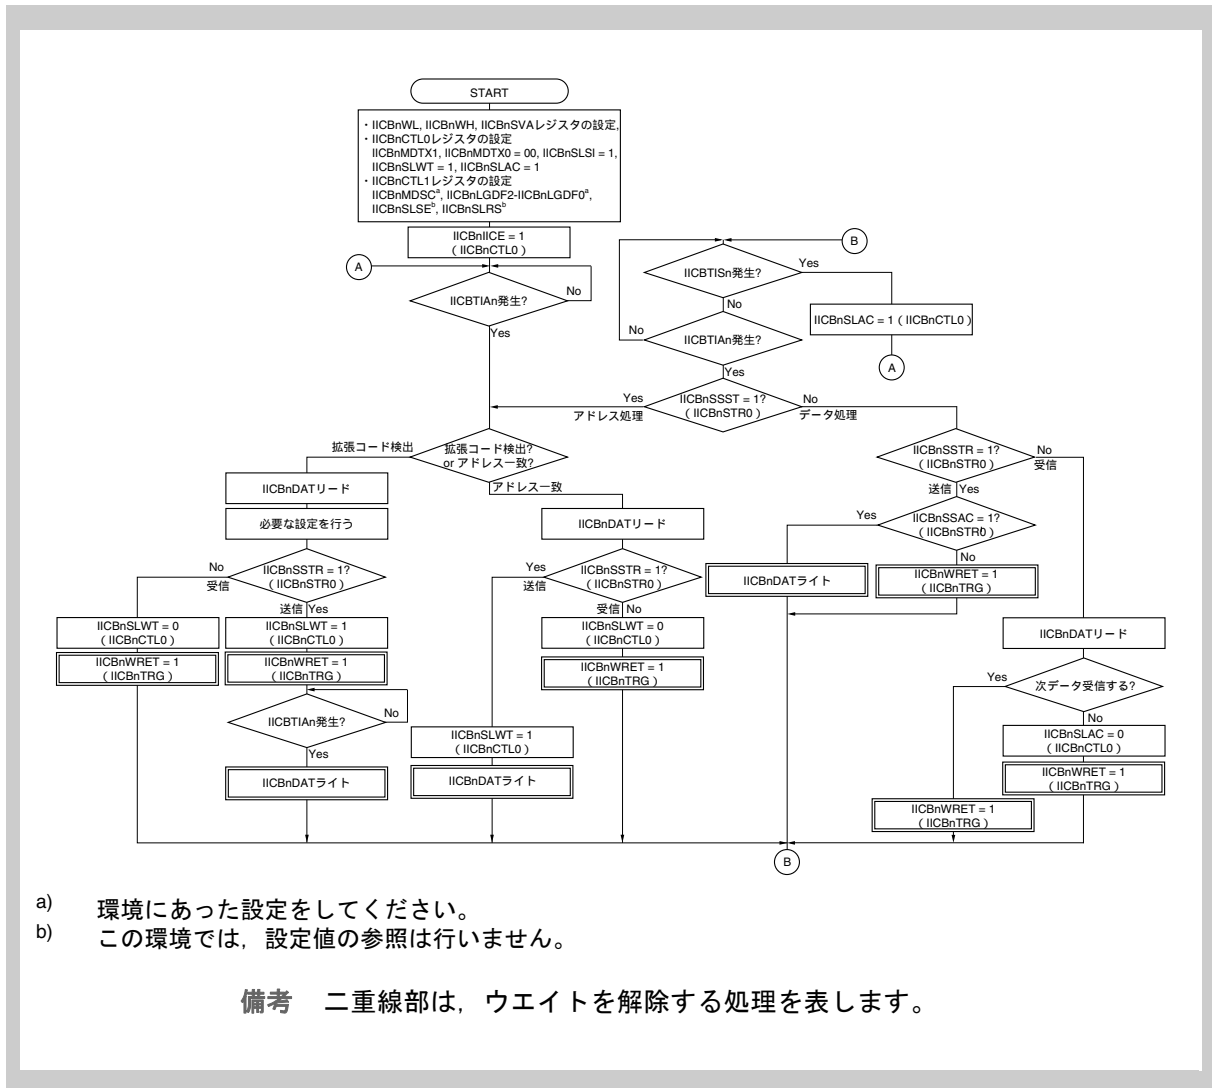 START
・IICBnWL, IICBnWH, IICBnSVAレジスタの設定,
・IICBnCTL0レジスタの設定
IICBnMDTX1, IICBnMDTX0 = 00, IICBnSLSI = 1,
IICBnSLWT = 1, IICBnSLAC = 1
・IICBnCTL1レジスタの設定
IICBnMDSCa, IICBnLGDF2-IICBnLGDF0a,
IICBnSLSEb, IICBnSLRSb
IICBnIICE = 1
( IICBnCTL0 )
A
IICBTIAn発生?
No
Yes
B
IICBTISn発生?
Yes
No
IICBnSLAC = 1 ( IICBnCTL0)
A
IICBTIAn発生?
No
Yes
IICBnSSST = 1?
( IICBnSTR0 )
Yes
アドレス処理
No
データ処理
拡張コード検出?
or アドレス一致?
拡張コード検出
アドレス一致
IICBnDATリード
必要な設定を行う
IICBnSSTR = 1?
( IICBnSTR0 )
No
受信
送信 Yes
IICBnSLWT = 0
( IICBnCTL0 )
IICBnWRET = 1
( IICBnTRG )
IICBnSLWT = 1
( IICBnCTL0 )
IICBnWRET = 1
( IICBnTRG )
IICBTIAn発生?
No
Yes
IICBnDATライト
IICBnDATリード
IICBnSSTR = 1?
( IICBnSTR0 )
Yes
送信
受信 No
IICBnSLWT = 0
( IICBnCTL0 )
IICBnWRET = 1
( IICBnTRG )
IICBnSLWT = 1
( IICBnCTL0 )
IICBnDATライト
IICBnSSTR = 1?
( IICBnSTR0 )
No
受信
送信 Yes
IICBnSSAC = 1?
( IICBnSTR0 )
Yes
No
IICBnDATライト
IICBnWRET = 1
( IICBnTRG )
IICBnDATリード
次データ受信する?
Yes
No
IICBnSLAC = 0
( IICBnCTL0 )
IICBnWRET = 1
( IICBnTRG )
IICBnWRET = 1
( IICBnTRG )
B
a) 環境にあった設定をしてください。
b) この環境では，設定値の参照は行いません。
備考 二重線部は，ウエイトを解除する処理を表します。